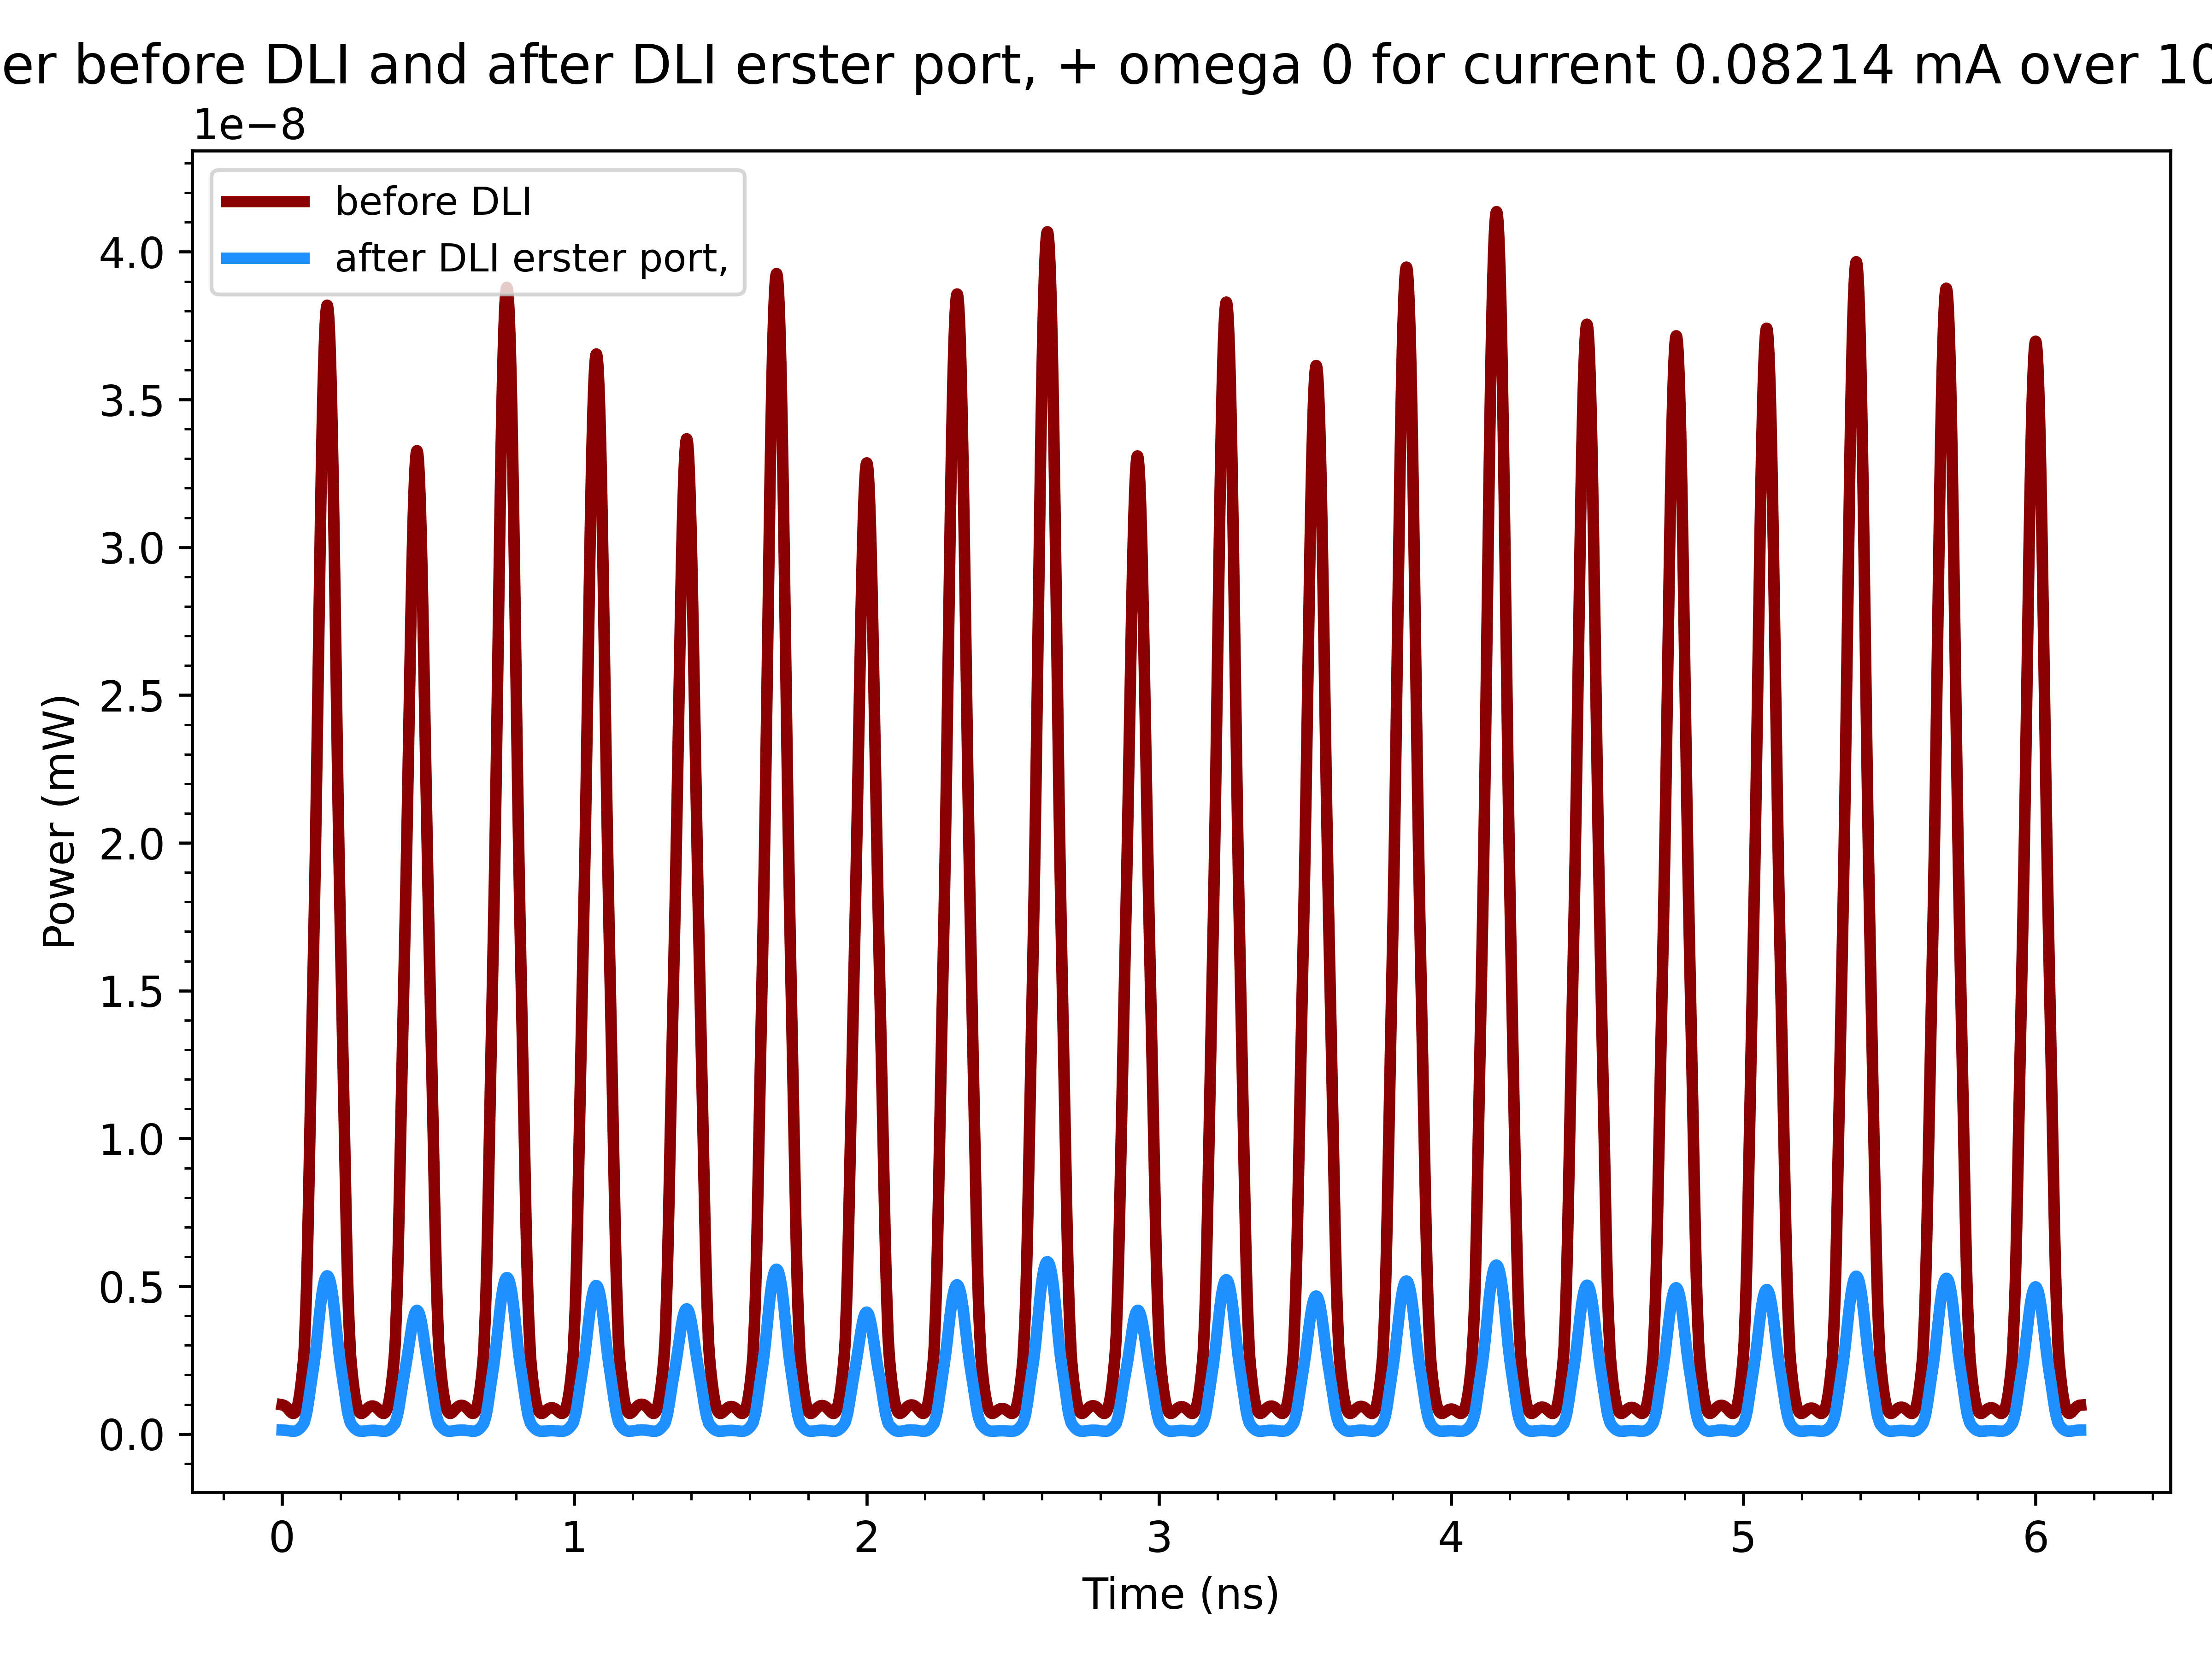 er before DLI and after DLI erster port, + omega 0 for current 0.08214 mA over 10
1e−8
before DLI
after DLI erster port,
4.0
3.5
3.0
2.5
2.0
1.5
1.0
0.5
0.0
Power (mW)
0 1 2 3 4 5 6
Time (ns)